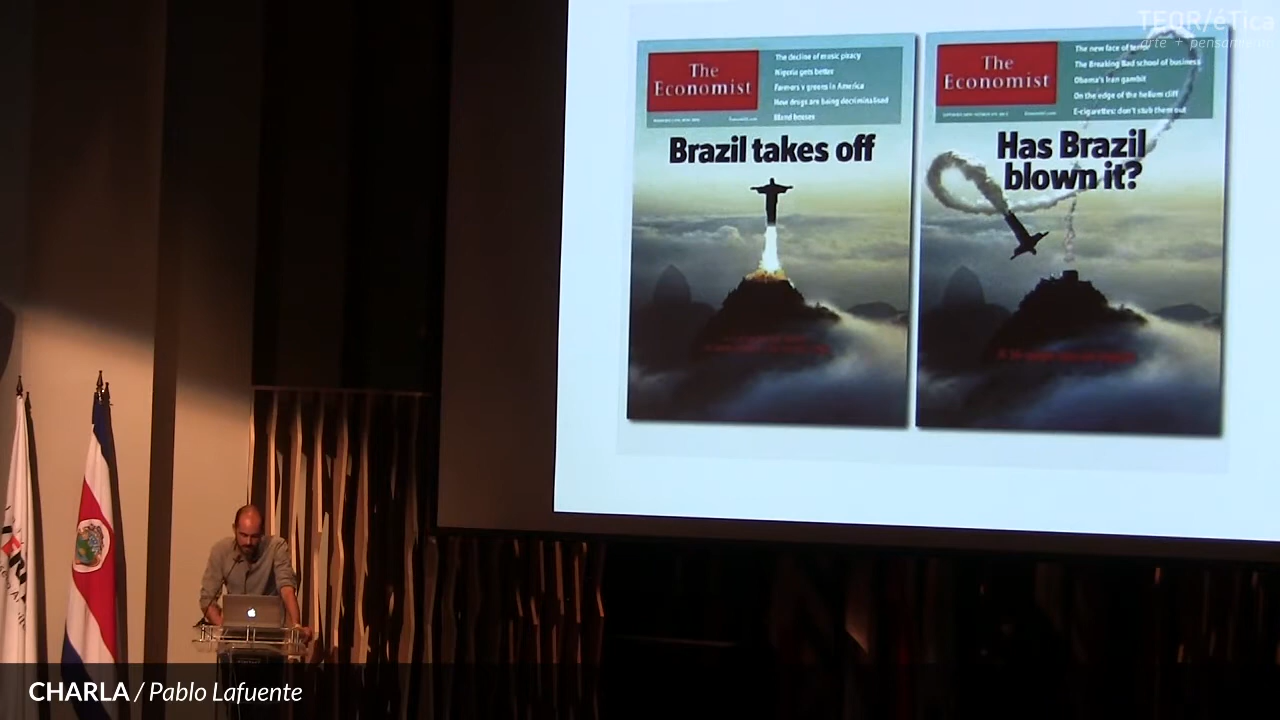 TEOR/éTica
arte + pensamiento
The
Economist
The decline of music piracy
Nigeria gets better
Farmers v greens in America
How drugs are being decriminalised
Bland bosses
Brazil takes off
The
Economist
The new face of terror
The Breaking Bad school of business
Obama's Iran gambit
On the edge of the helium cliff
E-cigarettes: don't stub them out
Has Brazil
blown it?
CHARLA / Pablo Lafuente